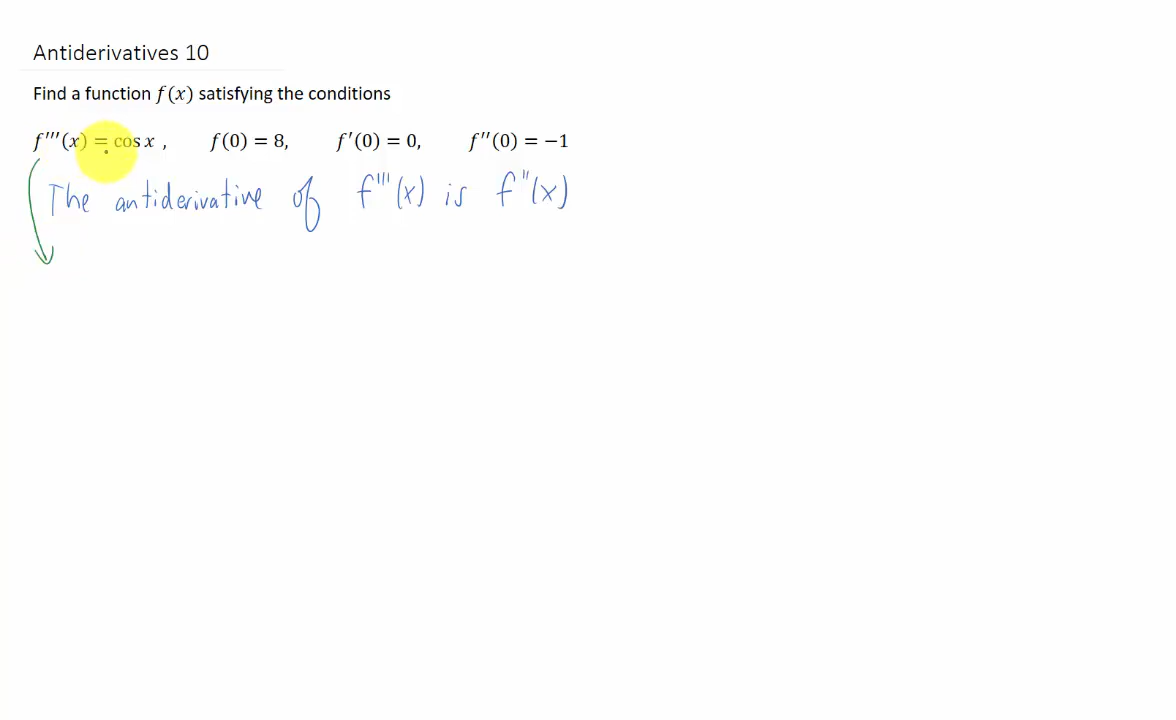 Antiderivatives 10
Find a function f(x) satisfying the conditions
f′′′(x) = cos x , f(0) = 8, f′(0) = 0, f′′(0) = −1
The antiderivative of f'''(x) is f''(x)